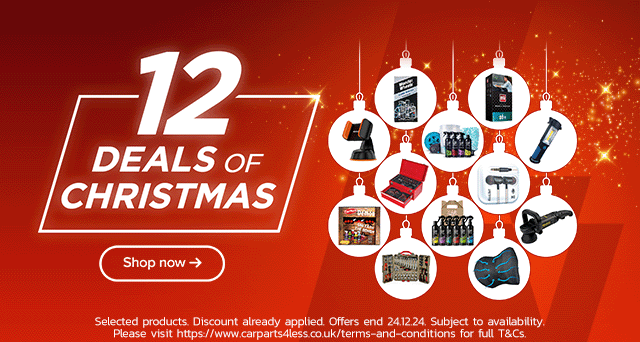 12
DEALS OF
CHRISTMAS
Shop now →
Selected products. Discount already applied. Offers end 24.12.24. Subject to availability.
Please visit https://www.carparts4less.co.uk/terms-and-conditions for full T&Cs.